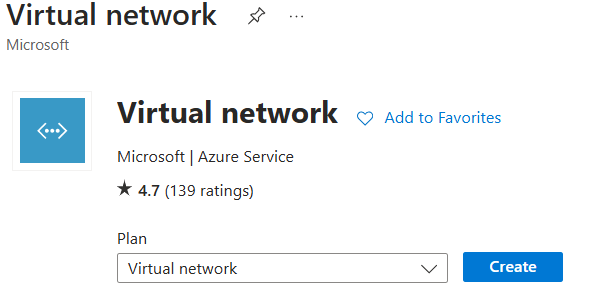 Virtual network
Microsoft
Virtual network
Add to Favorites
Microsoft | Azure Service
★ 4.7 (139 ratings)
Plan
Virtual network
Create